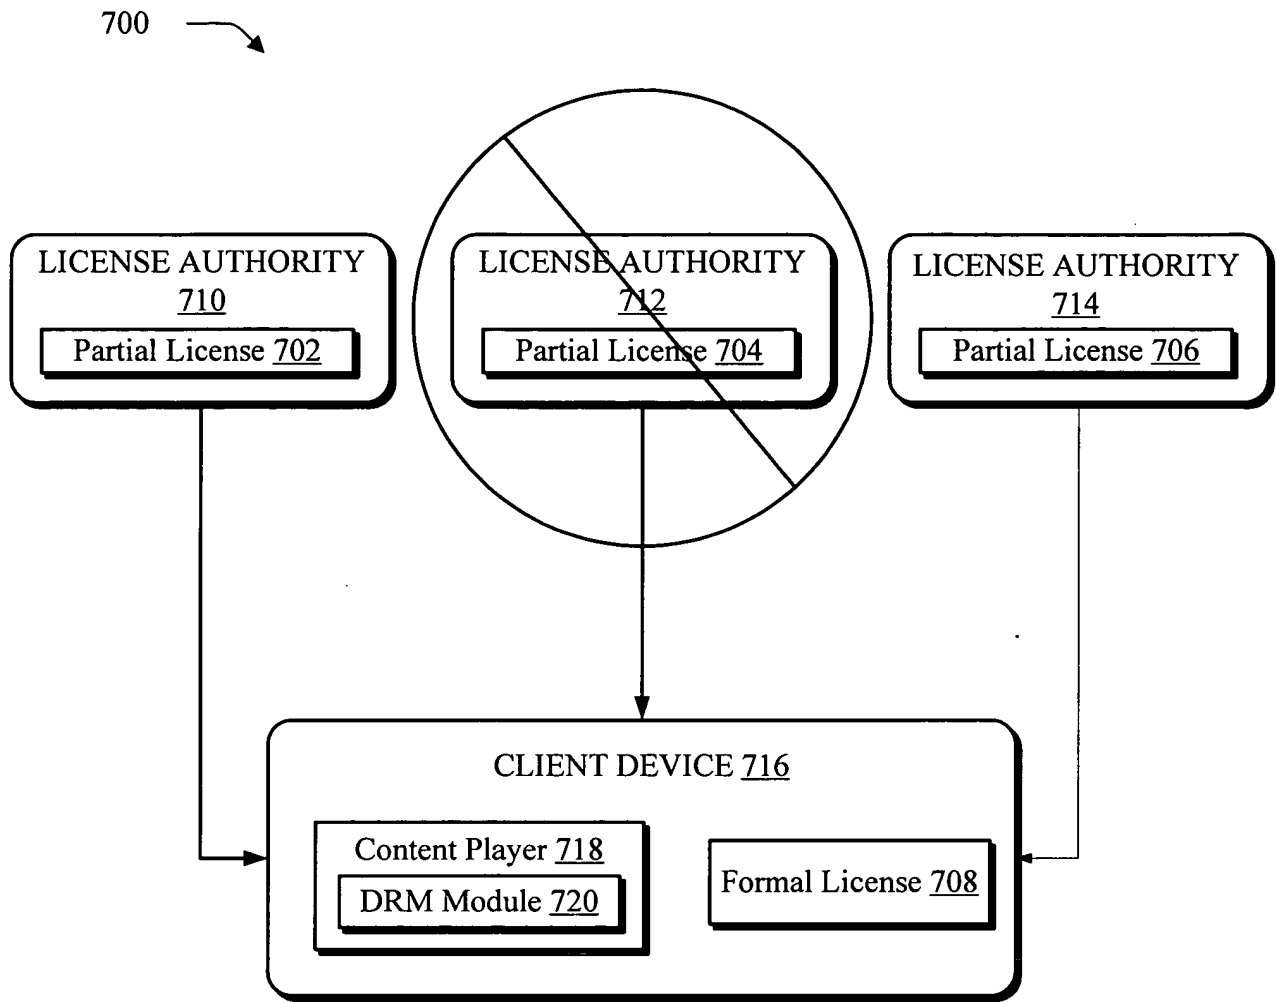 700
LICENSE AUTHORITY
710
Partial License 702
LICENSE AUTHORITY
712
Partial License 704
LICENSE AUTHORITY
714
Partial License 706
CLIENT DEVICE 716
Content Player 718
DRM Module 720
Formal License 708